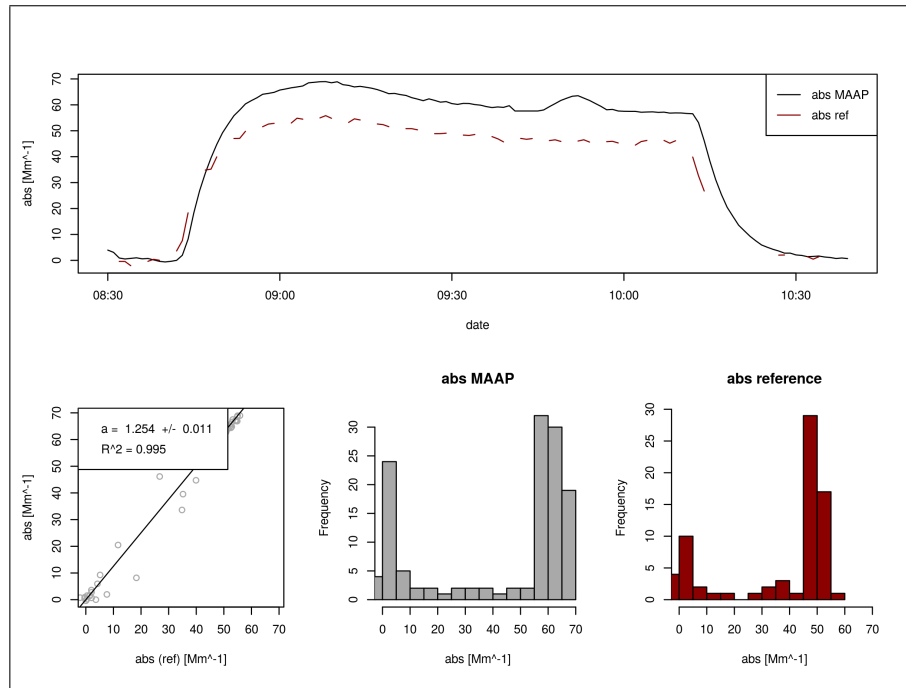 abs MAAP
abs ref
abs [Mm^-1]
0 10 20 30 40 50 60 70
08:30 09:00 09:30 10:00 10:30
date
a = 1.254 +/- 0.011
R^2 = 0.995
abs [Mm^-1]
0 10 20 30 40 50 60 70
0 10 20 30 40 50 60 70
abs (ref) [Mm^-1]
abs MAAP
Frequency
0 5 10 15 20 25 30
0 10 20 30 40 50 60 70
abs [Mm^-1]
abs reference
Frequency
0 5 10 15 20 25 30
0 10 20 30 40 50 60 70
abs [Mm^-1]